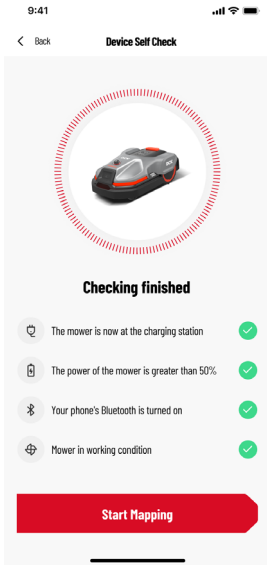 9:41
Back
Device Self Check
Checking finished
The mower is now at the charging station
The power of the mower is greater than 50%
Your phone's Bluetooth is turned on
Mower in working condition
Start Mapping